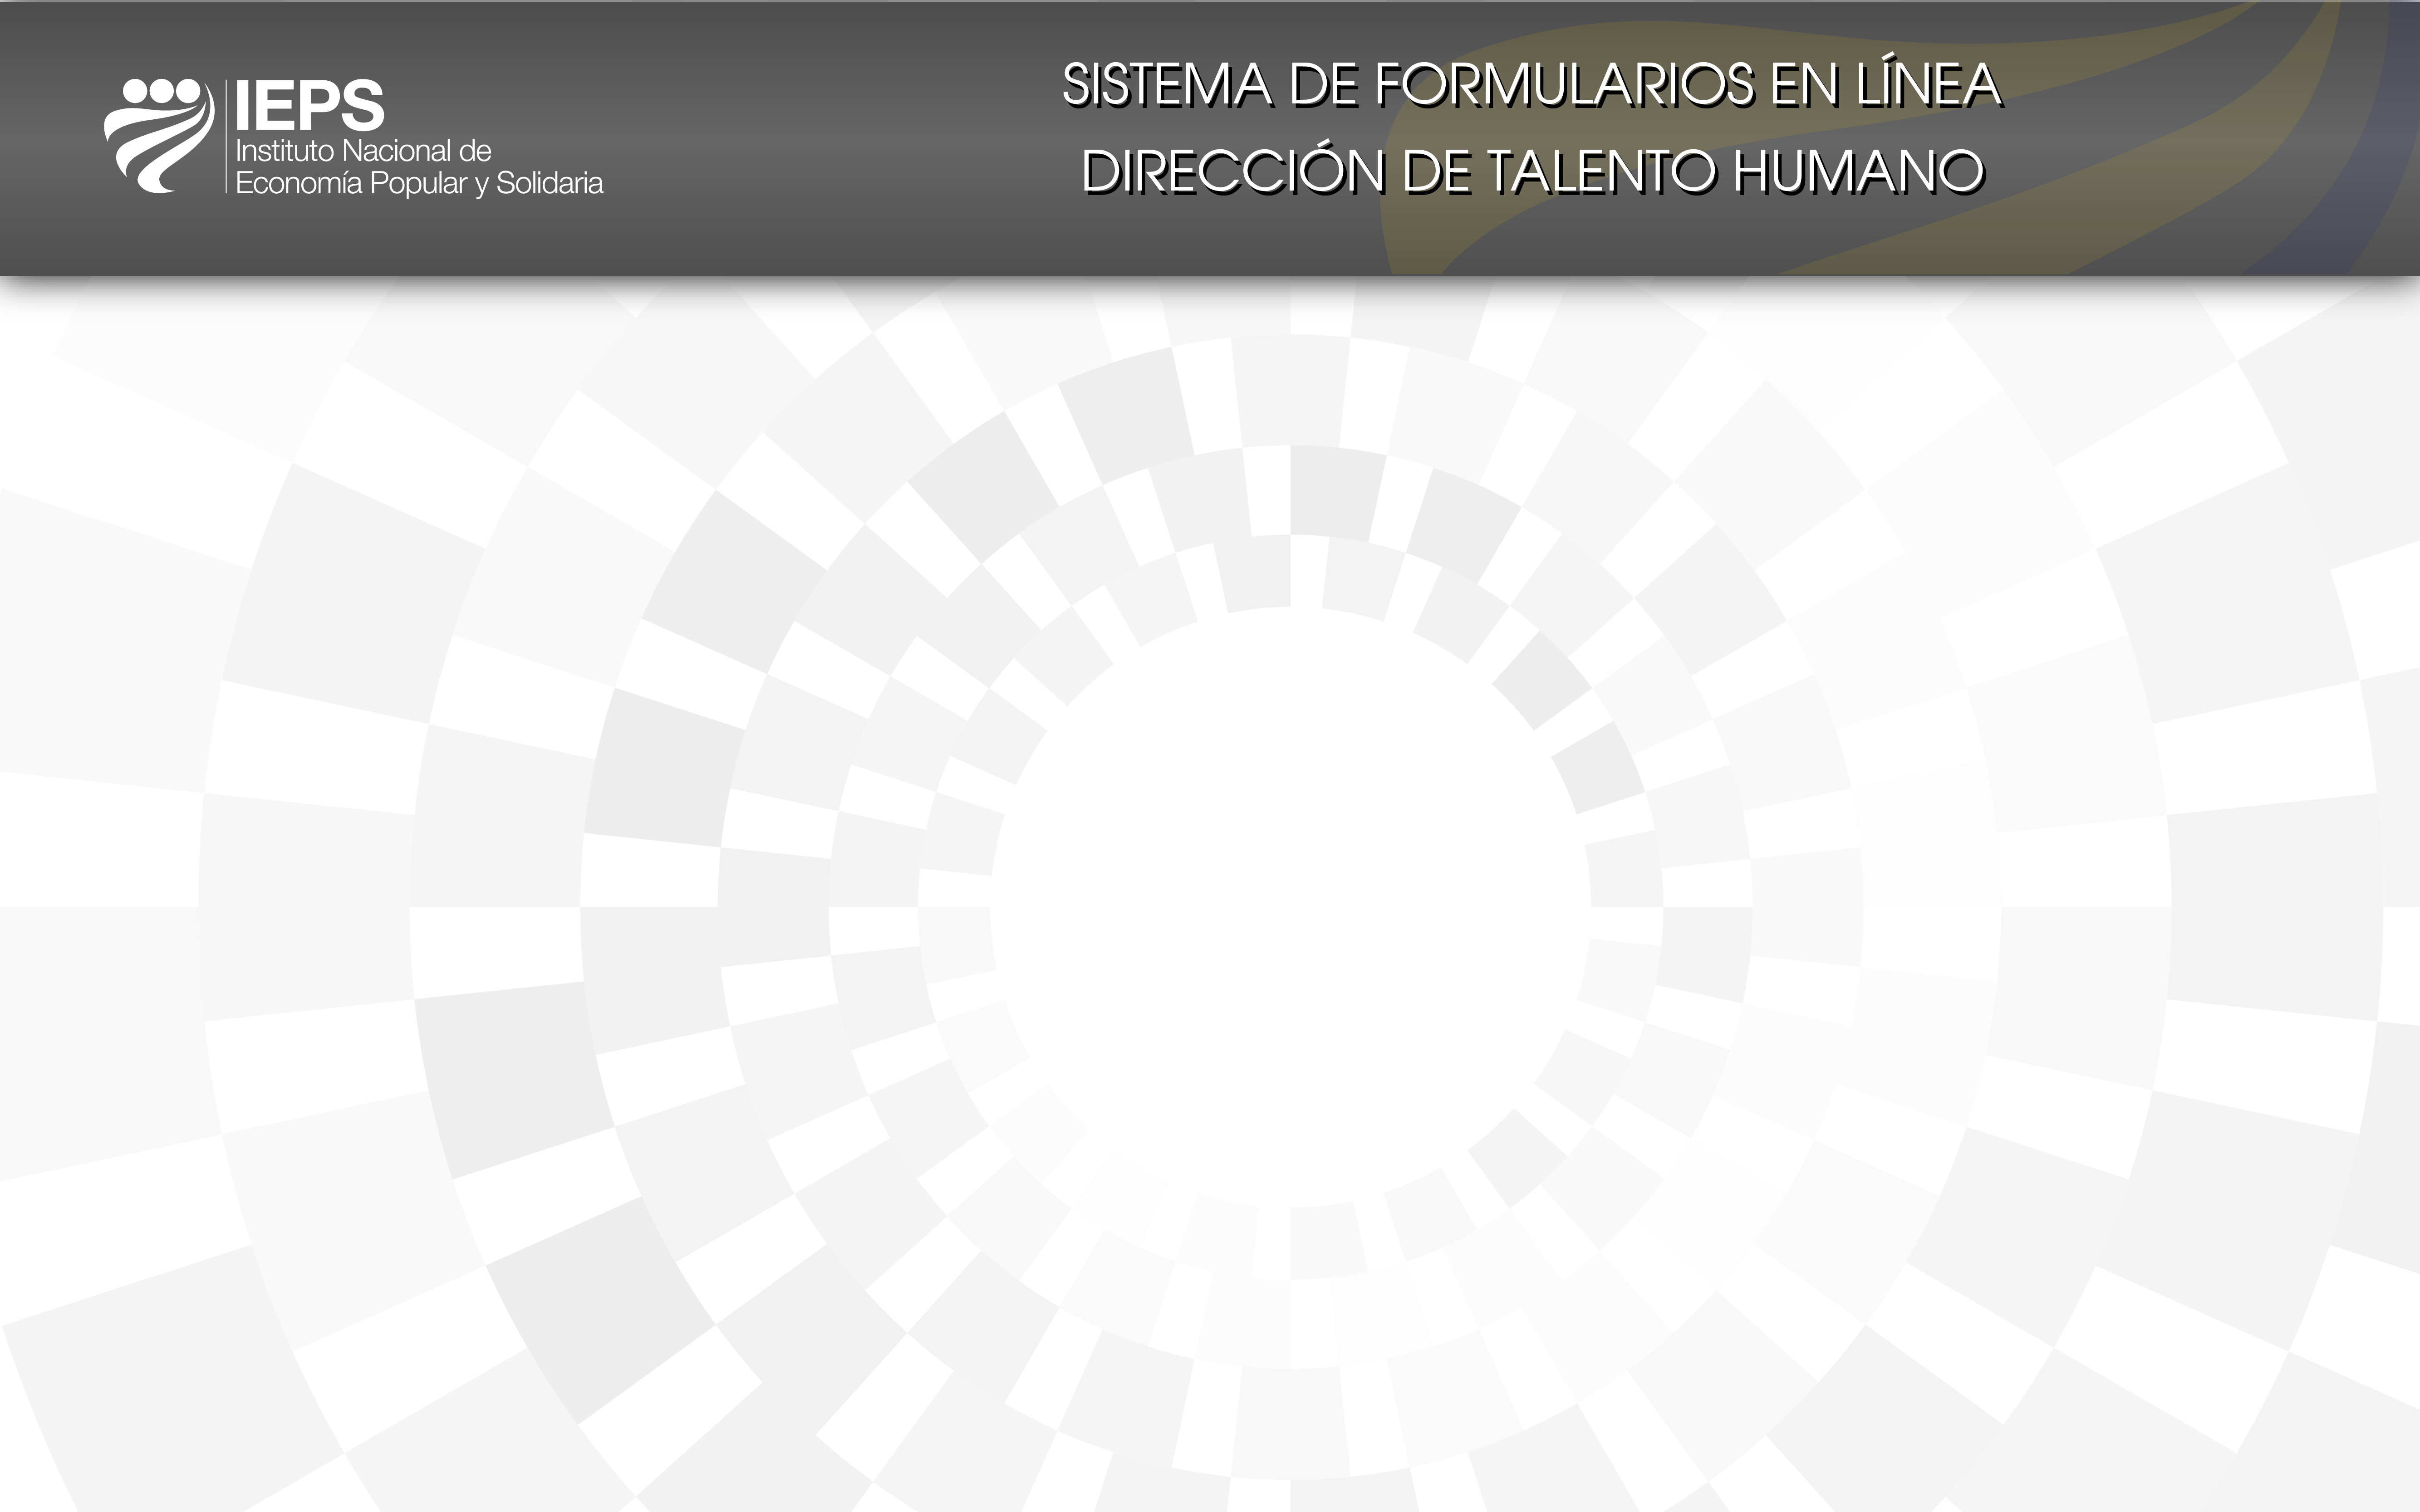 IEPS
Instituto Nacional de
Economía Popular y Solidaria
SISTEMA DE FORMULARIOS EN LÍNEA
DIRECCIÓN DE TALENTO HUMANO